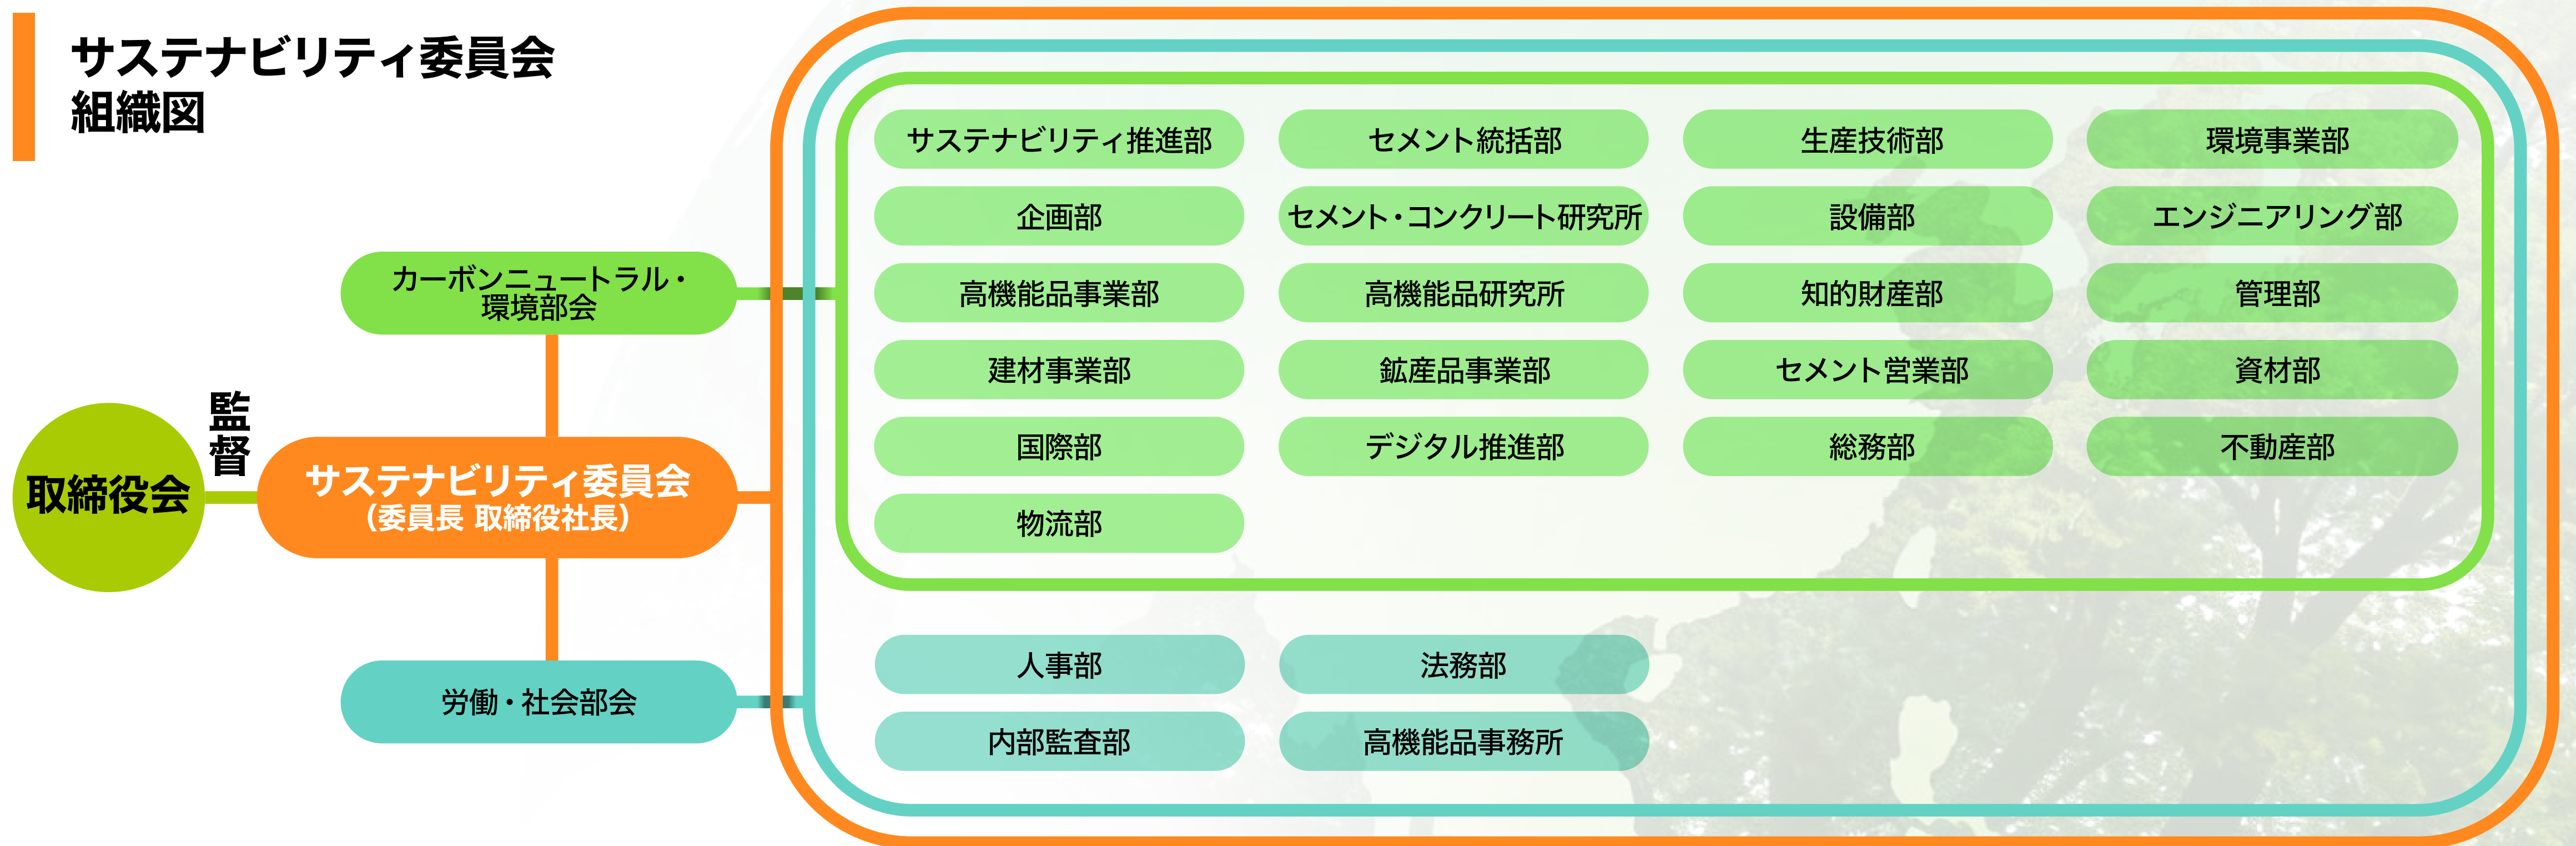 サステナビリティ委員会
組織図
サステナビリティ推進部
セメント統括部
生産技術部
環境事業部
企画部
セメント・コンクリート研究所
設備部
エンジニアリング部
カーボンニュートラル・
環境部会
高機能品事業部
高機能品研究所
知的財産部
管理部
建材事業部
鉱産品事業部
セメント営業部
資材部
監督
取締役会
サステナビリティ委員会
（委員長 取締役社長）
国際部
デジタル推進部
総務部
不動産部
物流部
労働・社会部会
人事部
法務部
内部監査部
高機能品事務所